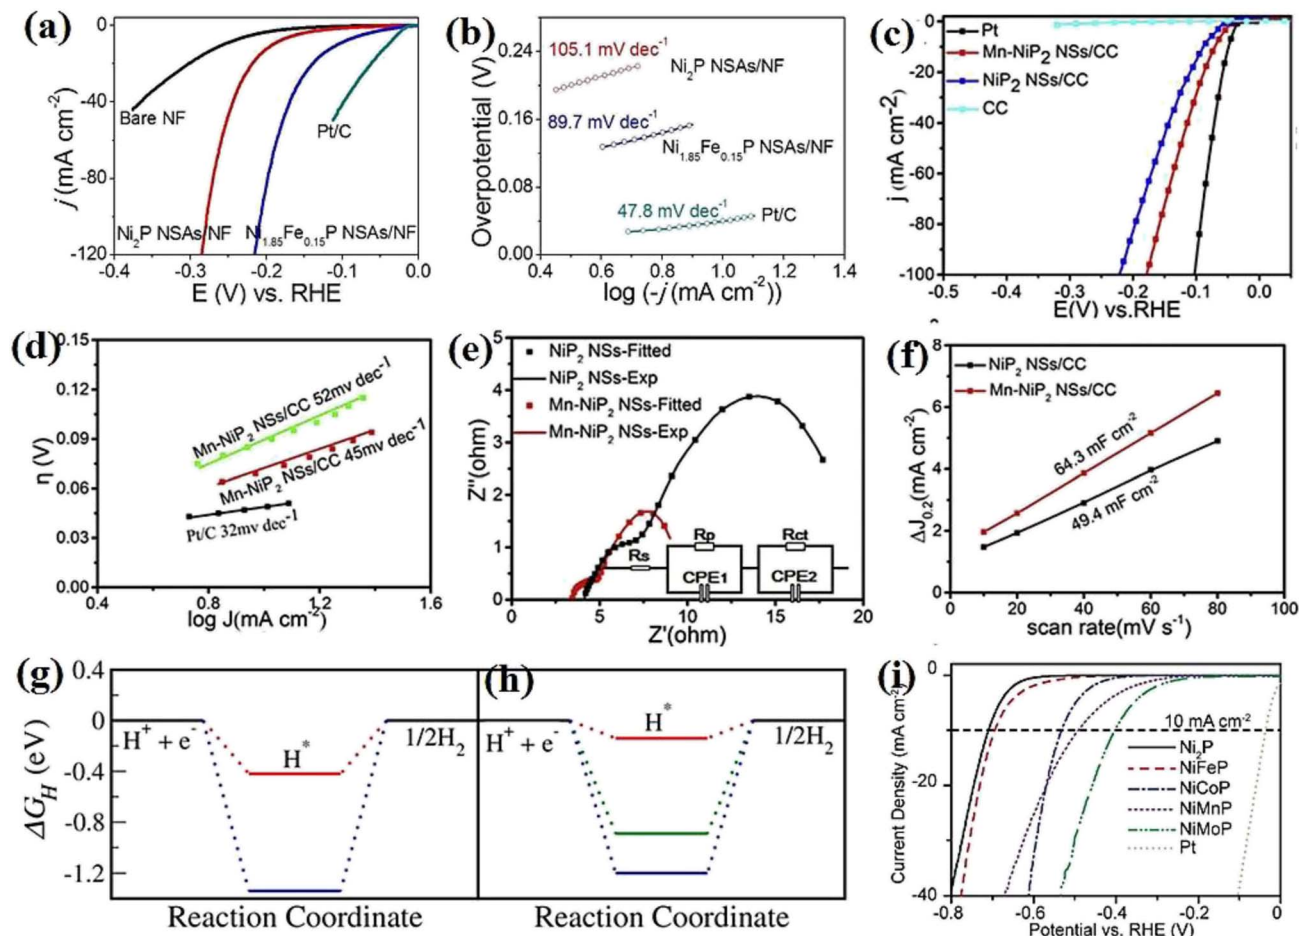 (a)
0
-40
-80
-120
j (mA cm⁻²)
Bare NF
Pt/C
Ni₂P NSAs/NF
Ni₁.₈₅Fe₀.₁₅P NSAs/NF
-0.4 -0.3 -0.2 -0.1 0.0
E (V) vs. RHE
(b)
0.24
0.16
0.08
0.00
Overpotential (V)
105.1 mV dec⁻¹
Ni₂P NSAs/NF
89.7 mV dec⁻¹
Ni₁.₈₅Fe₀.₁₅P NSAs/NF
47.8 mV dec⁻¹
Pt/C
0.4 0.6 0.8 1.0 1.2 1.4
log (-j (mA cm⁻²))
(c)
0
-20
-40
-60
-80
-100
j (mA cm⁻²)
Pt
Mn-NiP₂ NSs/CC
NiP₂ NSs/CC
CC
-0.5 -0.4 -0.3 -0.2 -0.1 0.0
E(V) vs.RHE
(d)
0.15
0.12
0.09
0.06
0.03
0.00
η (V)
Mn-NiP₂ NSs/CC 52mv dec⁻¹
Mn-NiP₂ NSs/CC 45mv dec⁻¹
Pt/C 32mv dec⁻¹
0.4 0.8 1.2 1.6
log J(mA cm⁻²)
(e)
5
4
3
2
1
0
Z''(ohm)
NiP₂ NSs-Fitted
NiP₂ NSs-Exp
Mn-NiP₂ NSs-Fitted
Mn-NiP₂ NSs-Exp
Rs
Rp
CPE1
Rct
CPE2
0 5 10 15 20 25
Z'(ohm)
(f)
8
6
4
2
0
ΔJ₀.₂(mA cm⁻²)
NiP₂ NSs/CC
Mn-NiP₂ NSs/CC
64.3 mF cm⁻²
49.4 mF cm⁻²
0 20 40 60 80 100
scan rate(mV s⁻¹)
(g)
0.4
0
-0.4
-0.8
-1.2
ΔG_H (eV)
H⁺ + e⁻
H*
1/2H₂
Reaction Coordinate
(h)
H⁺ + e⁻
H*
1/2H₂
Reaction Coordinate
(i)
0
-20
-40
Current Density (mA cm⁻²)
10 mA cm⁻²
Ni₂P
NiFeP
NiCoP
NiMnP
NiMoP
Pt
-0.8 -0.6 -0.4 -0.2 0
Potential vs. RHE (V)